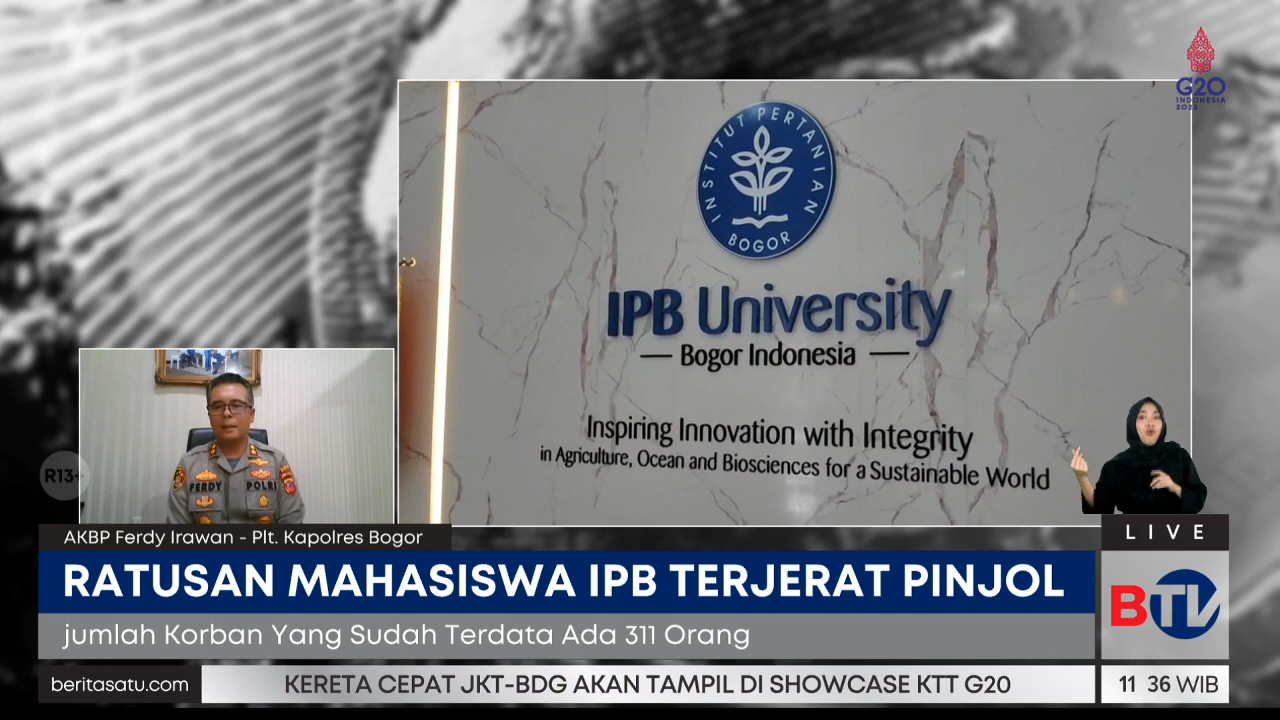 G20
INDONESIA
2022
INSTITUT PERTANIAN
BOGOR
IPB University
Bogor Indonesia
Inspiring Innovation with Integrity
in Agriculture, Ocean and Biosciences for a Sustainable World
R13+
FERDY POLRI
AKBP Ferdy Irawan - Plt. Kapolres Bogor
LIVE
RATUSAN MAHASISWA IPB TERJERAT PINJOL
jumlah Korban Yang Sudah Terdata Ada 311 Orang
BTV
beritasatu.com
KERETA CEPAT JKT-BDG AKAN TAMPIL DI SHOWCASE KTT G20
11 36 WIB